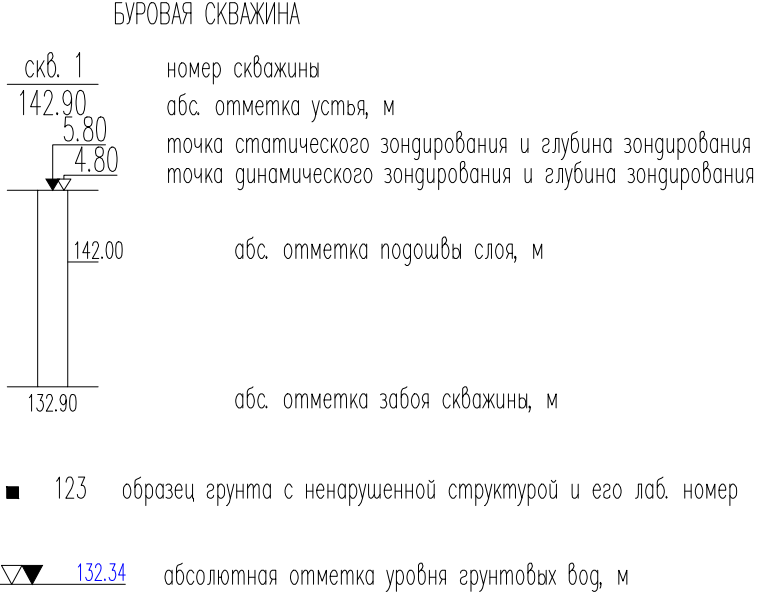 БУРОВАЯ СКВАЖИНА
скв. 1 номер скважины
142.90 абс. отметка устья, м
5.80 точка статического зондирования и глубина зондирования
4.80 точка динамического зондирования и глубина зондирования
142.00 абс. отметка подошвы слоя, м
132.90 абс. отметка забоя скважины, м
123 образец грунта с ненарушенной структурой и его лаб. номер
132.34 абсолютная отметка уровня грунтовых вод, м